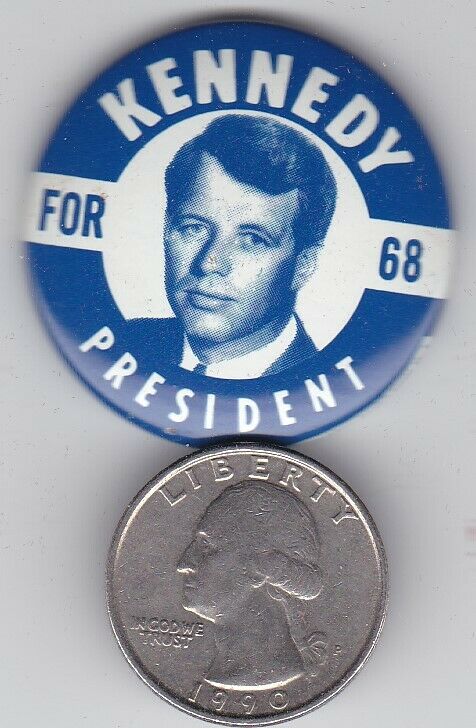 KENNEDY
FOR
68
PRESIDENT
LIBERTY
IN GOD WE
TRUST
P
1990